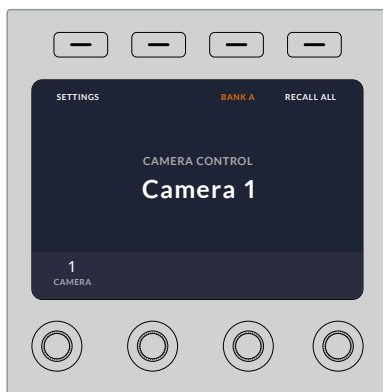 SETTINGS BANK A RECALL ALL
CAMERA CONTROL
Camera 1
1
CAMERA